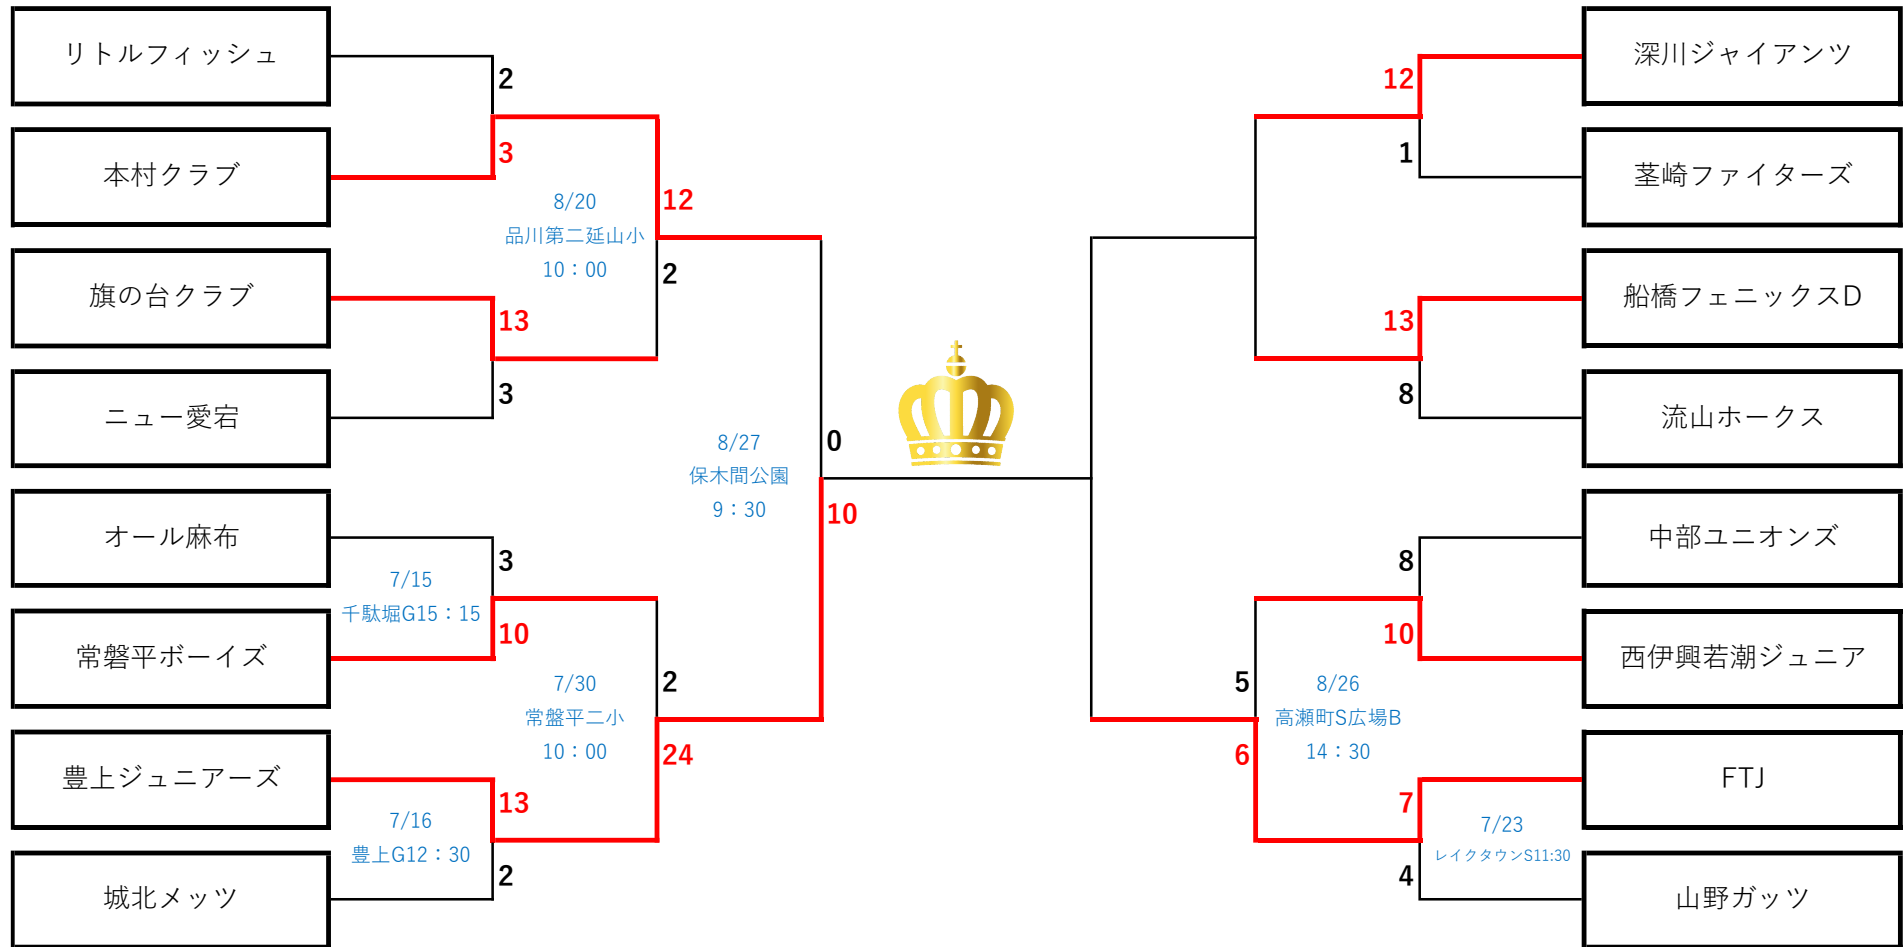 リトルフィッシュ
2
3
本村クラブ
8/20
品川第二延山小
10：00
12
2
旗の台クラブ
13
3
ニュー愛宕
8/27
保木間公園
9：30
0
10
オール麻布
7/15
千駄堀G15：15
3
10
常磐平ボーイズ
7/30
常盤平二小
10：00
2
24
豊上ジュニアーズ
7/16
豊上G12：30
13
2
城北メッツ
深川ジャイアンツ
12
1
茎崎ファイターズ
船橋フェニックスD
13
8
流山ホークス
中部ユニオンズ
8
10
西伊興若潮ジュニア
5
6
8/26
高瀬町S広場B
14：30
FTJ
7
4
7/23
レイクタウンS11:30
山野ガッツ